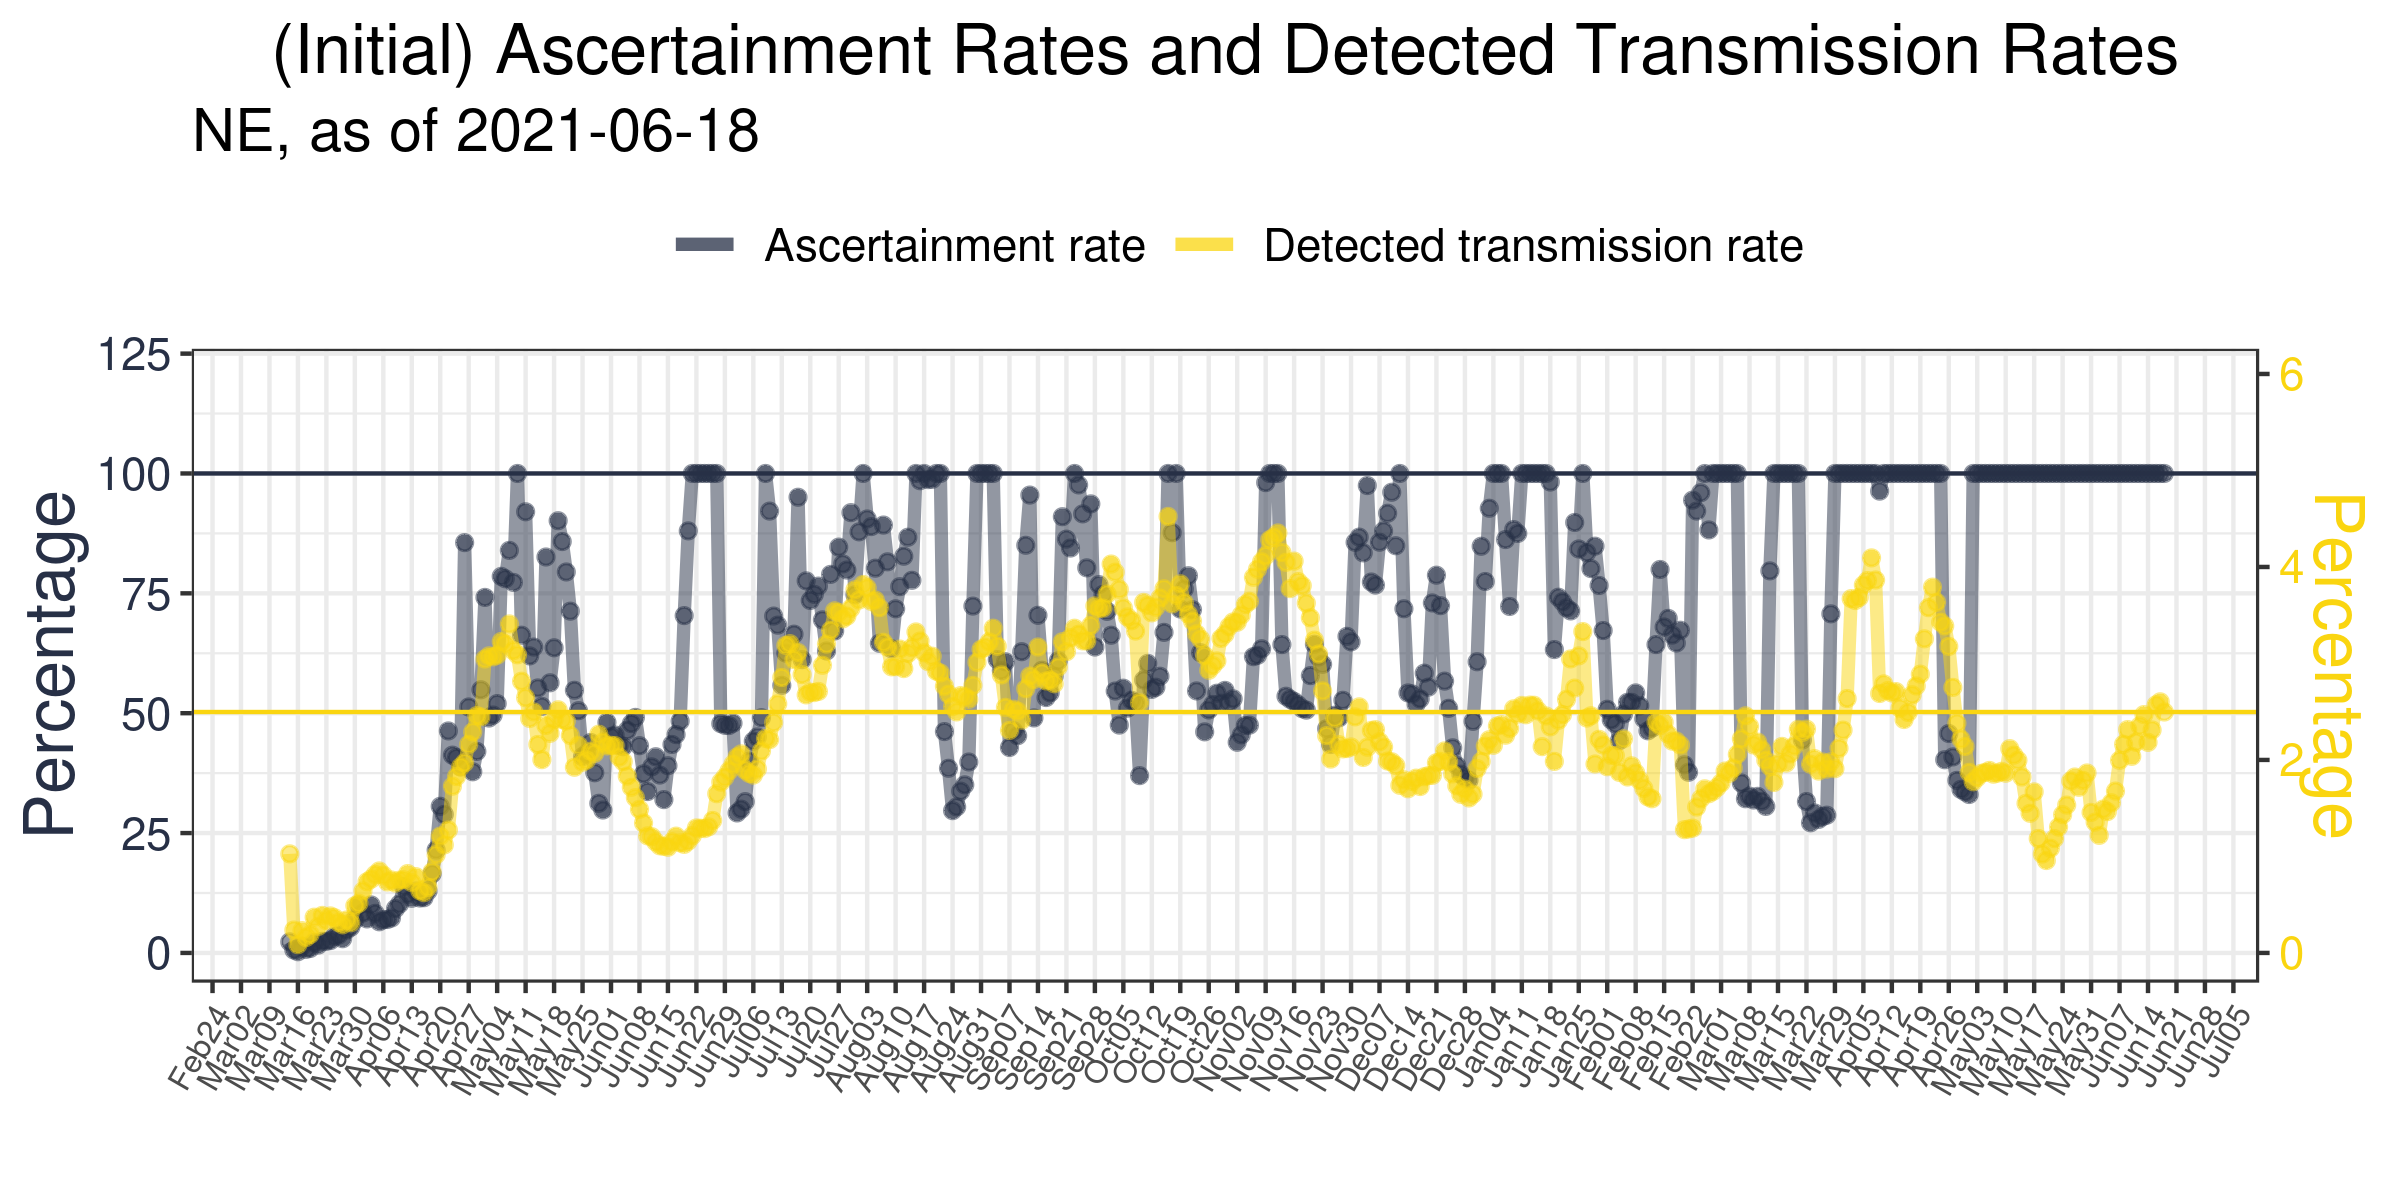 (Initial) Ascertainment Rates and Detected Transmission Rates
NE, as of 2021-06-18
Ascertainment rate Detected transmission rate
Percentage
125
100
75
50
25
0
6
4
2
0
Percentage
Feb24 Mar02 Mar09 Mar16 Mar23 Mar30 Apr06 Apr13 Apr20 Apr27 May04 May11 May18 May25 Jun01 Jun08 Jun15 Jun22 Jun29 Jul06 Jul13 Jul20 Jul27 Aug03 Aug10 Aug17 Aug24 Aug31 Sep07 Sep14 Sep21 Sep28 Oct05 Oct12 Oct19 Oct26 Nov02 Nov09 Nov16 Nov23 Nov30 Dec07 Dec14 Dec21 Dec28 Jan04 Jan11 Jan18 Jan25 Feb01 Feb08 Feb15 Feb22 Mar01 Mar08 Mar15 Mar22 Mar29 Apr05 Apr12 Apr19 Apr26 May03 May10 May17 May24 May31 Jun07 Jun14 Jun21 Jun28 Jul05